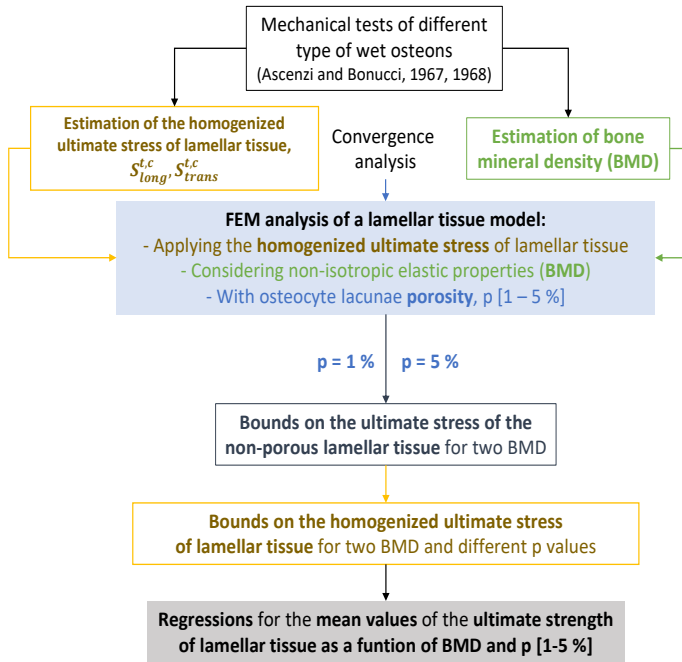 Mechanical tests of different
type of wet osteons
(Ascenzi and Bonucci, 1967, 1968)
Estimation of the homogenized
ultimate stress of lamellar tissue,
S^{t,c}_{long}, S^{t,c}_{trans}
Convergence
analysis
Estimation of bone
mineral density (BMD)
FEM analysis of a lamellar tissue model:
- Applying the homogenized ultimate stress of lamellar tissue
- Considering non-isotropic elastic properties (BMD)
- With osteocyte lacunae porosity, p [1 – 5 %]
p = 1 % p = 5 %
Bounds on the ultimate stress of the
non-porous lamellar tissue for two BMD
Bounds on the homogenized ultimate stress
of lamellar tissue for two BMD and different p values
Regressions for the mean values of the ultimate strength
of lamellar tissue as a funtion of BMD and p [1-5 %]